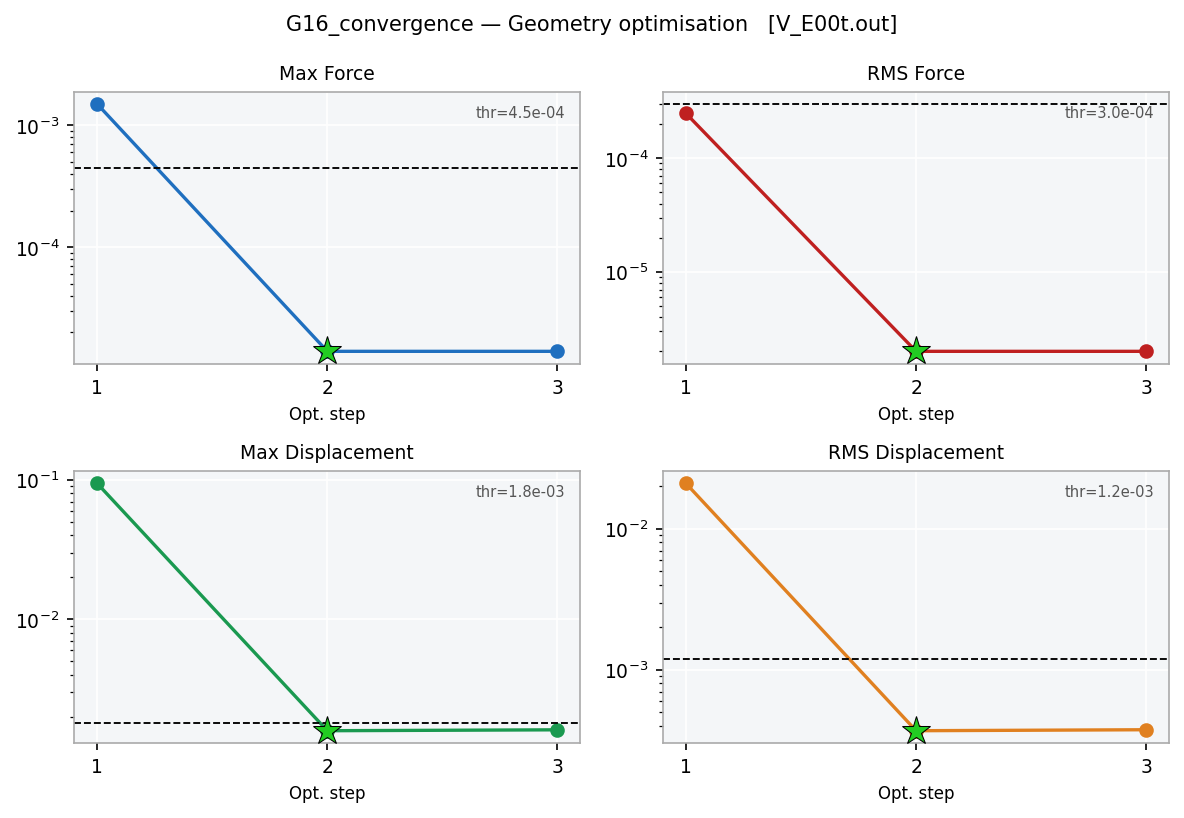 G16_convergence — Geometry optimisation [V_E00t.out]
Max Force
thr=4.5e-04
10⁻³
10⁻⁴
1 2 3
Opt. step
RMS Force
thr=3.0e-04
10⁻⁴
10⁻⁵
1 2 3
Opt. step
Max Displacement
thr=1.8e-03
10⁻¹
10⁻²
1 2 3
Opt. step
RMS Displacement
thr=1.2e-03
10⁻²
10⁻³
1 2 3
Opt. step